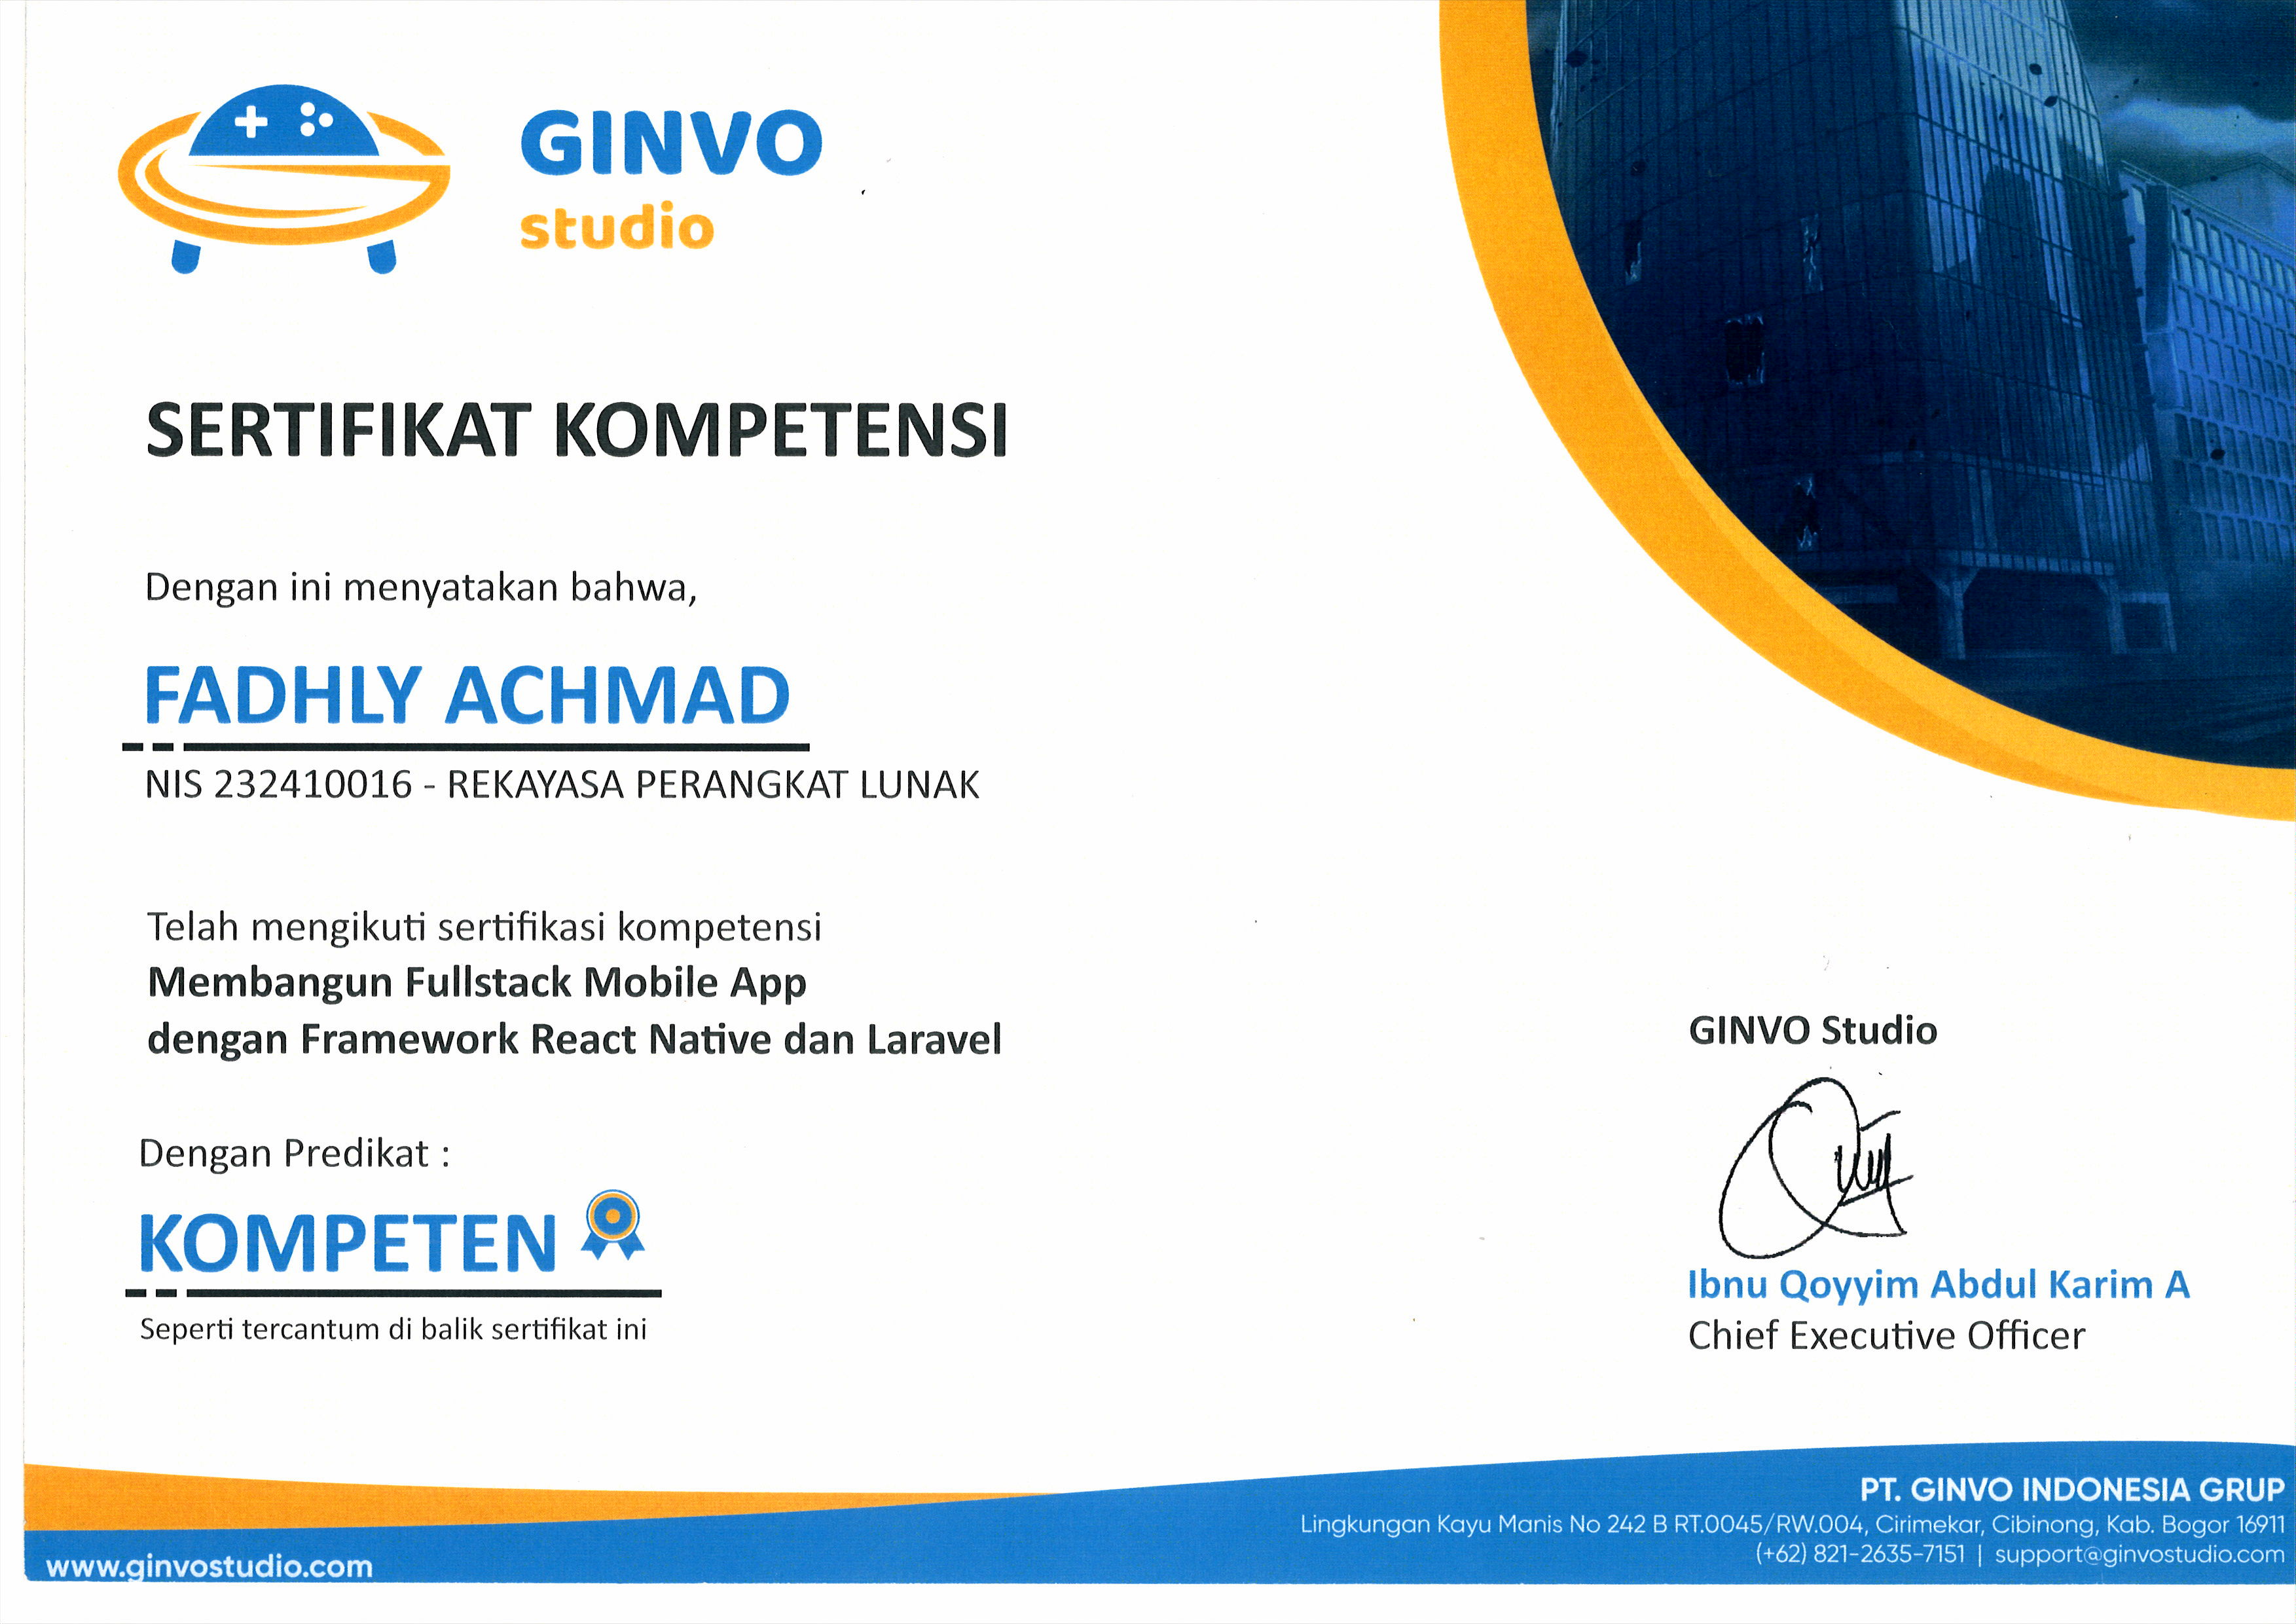 GINVO
studio
SERTIFIKAT KOMPETENSI
Dengan ini menyatakan bahwa,
FADHLY ACHMAD
NIS 232410016 - REKAYASA PERANGKAT LUNAK
Telah mengikuti sertifikasi kompetensi
Membangun Fullstack Mobile App
dengan Framework React Native dan Laravel
Dengan Predikat :
KOMPETEN
Seperti tercantum di balik sertifikat ini
GINVO Studio
Ibnu Qoyyim Abdul Karim A
Chief Executive Officer
PT. GINVO INDONESIA GRUP
Lingkungan Kayu Manis No 242 B RT.0045/RW.004, Cirimekar, Cibinong, Kab. Bogor 16911
(+62) 821-2635-7151 | support@ginvostudio.com
www.ginvostudio.com